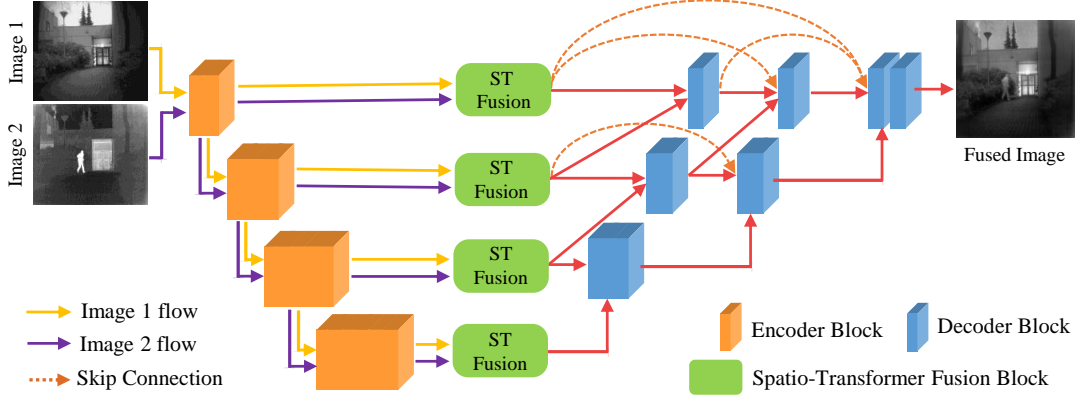 Image 1
Image 2
ST
Fusion
ST
Fusion
ST
Fusion
ST
Fusion
Fused Image
Image 1 flow
Image 2 flow
Skip Connection
Encoder Block
Decoder Block
Spatio-Transformer Fusion Block